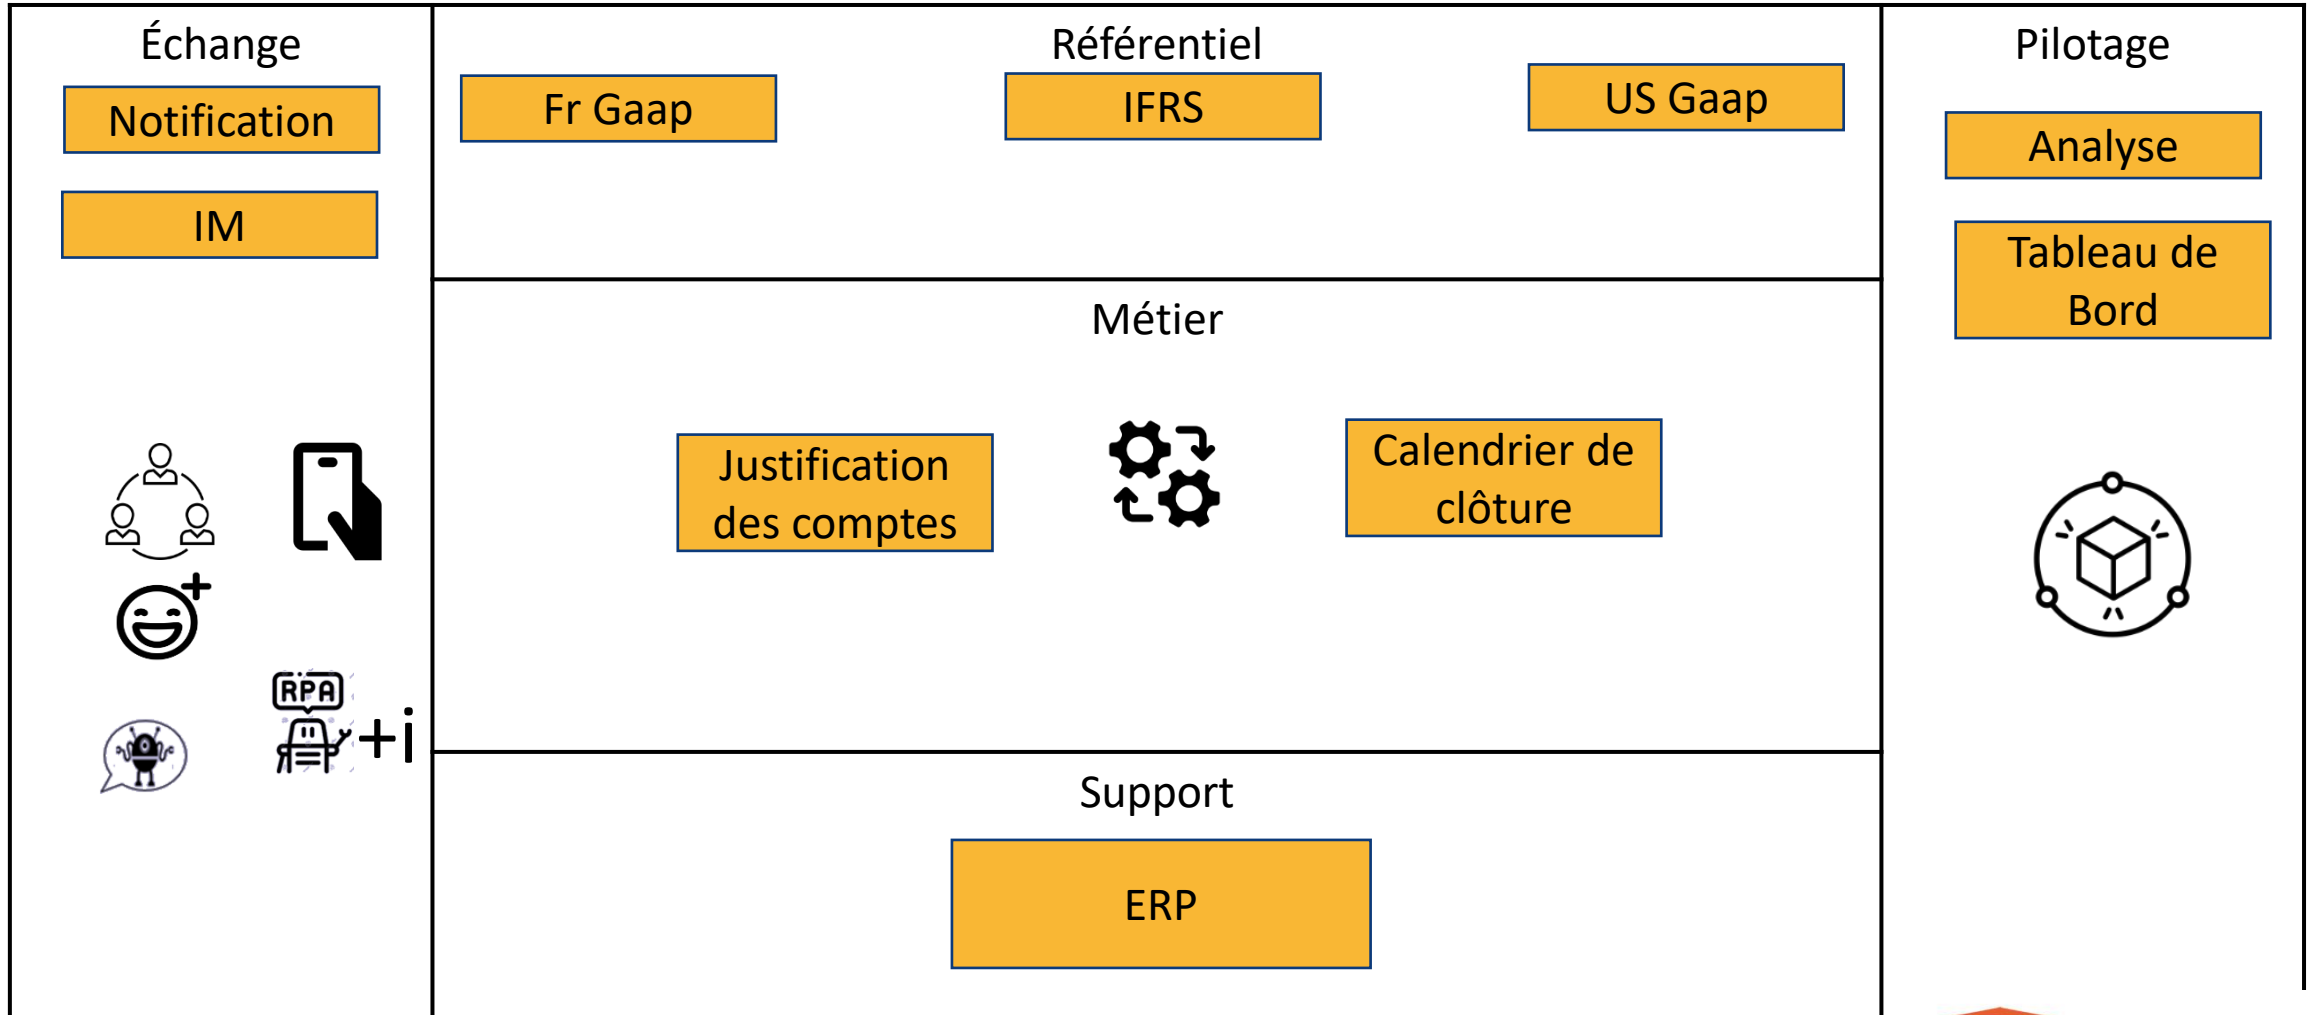 Échange
Notification
IM
RPA
+i
Référentiel
Fr Gaap
IFRS
US Gaap
Métier
Justification
des comptes
Calendrier de
clôture
Support
ERP
Pilotage
Analyse
Tableau de
Bord